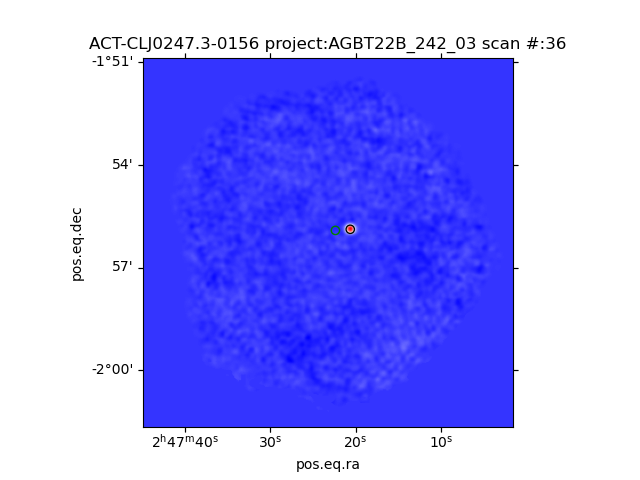 ACT-CLJ0247.3-0156 project:AGBT22B_242_03 scan #:36
-1°51'
54'
57'
-2°00'
pos.eq.dec
2ʰ47ᵐ40ˢ 30ˢ 20ˢ 10ˢ
pos.eq.ra